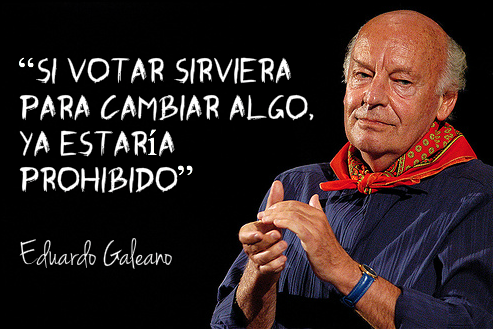 “SI VOTAR SIRVIERA
PARA CAMBIAR ALGO,
YA ESTARÍA
PROHIBIDO”
Eduardo Galeano